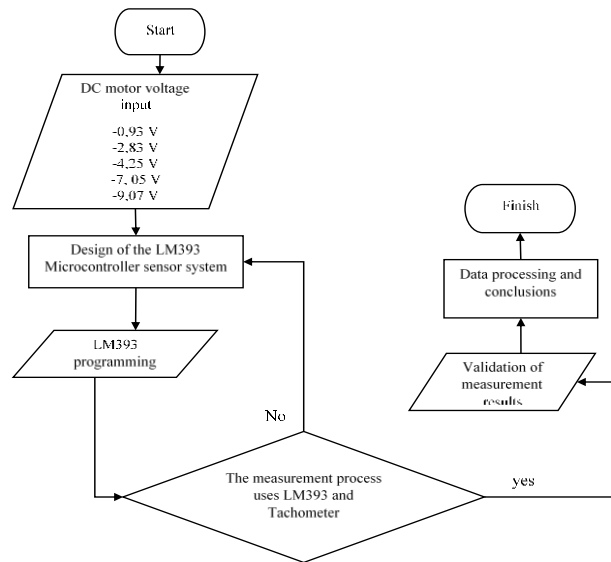 Start
DC motor voltage
input
-0,93 V
-2,83 V
-4,25 V
-7, 05 V
-9,07 V
Design of the LM393
Microcontroller sensor system
LM393
programming
No
The measurement process
uses LM393 and
Tachometer
yes
Validation of
measurement
results
Data processing and
conclusions
Finish